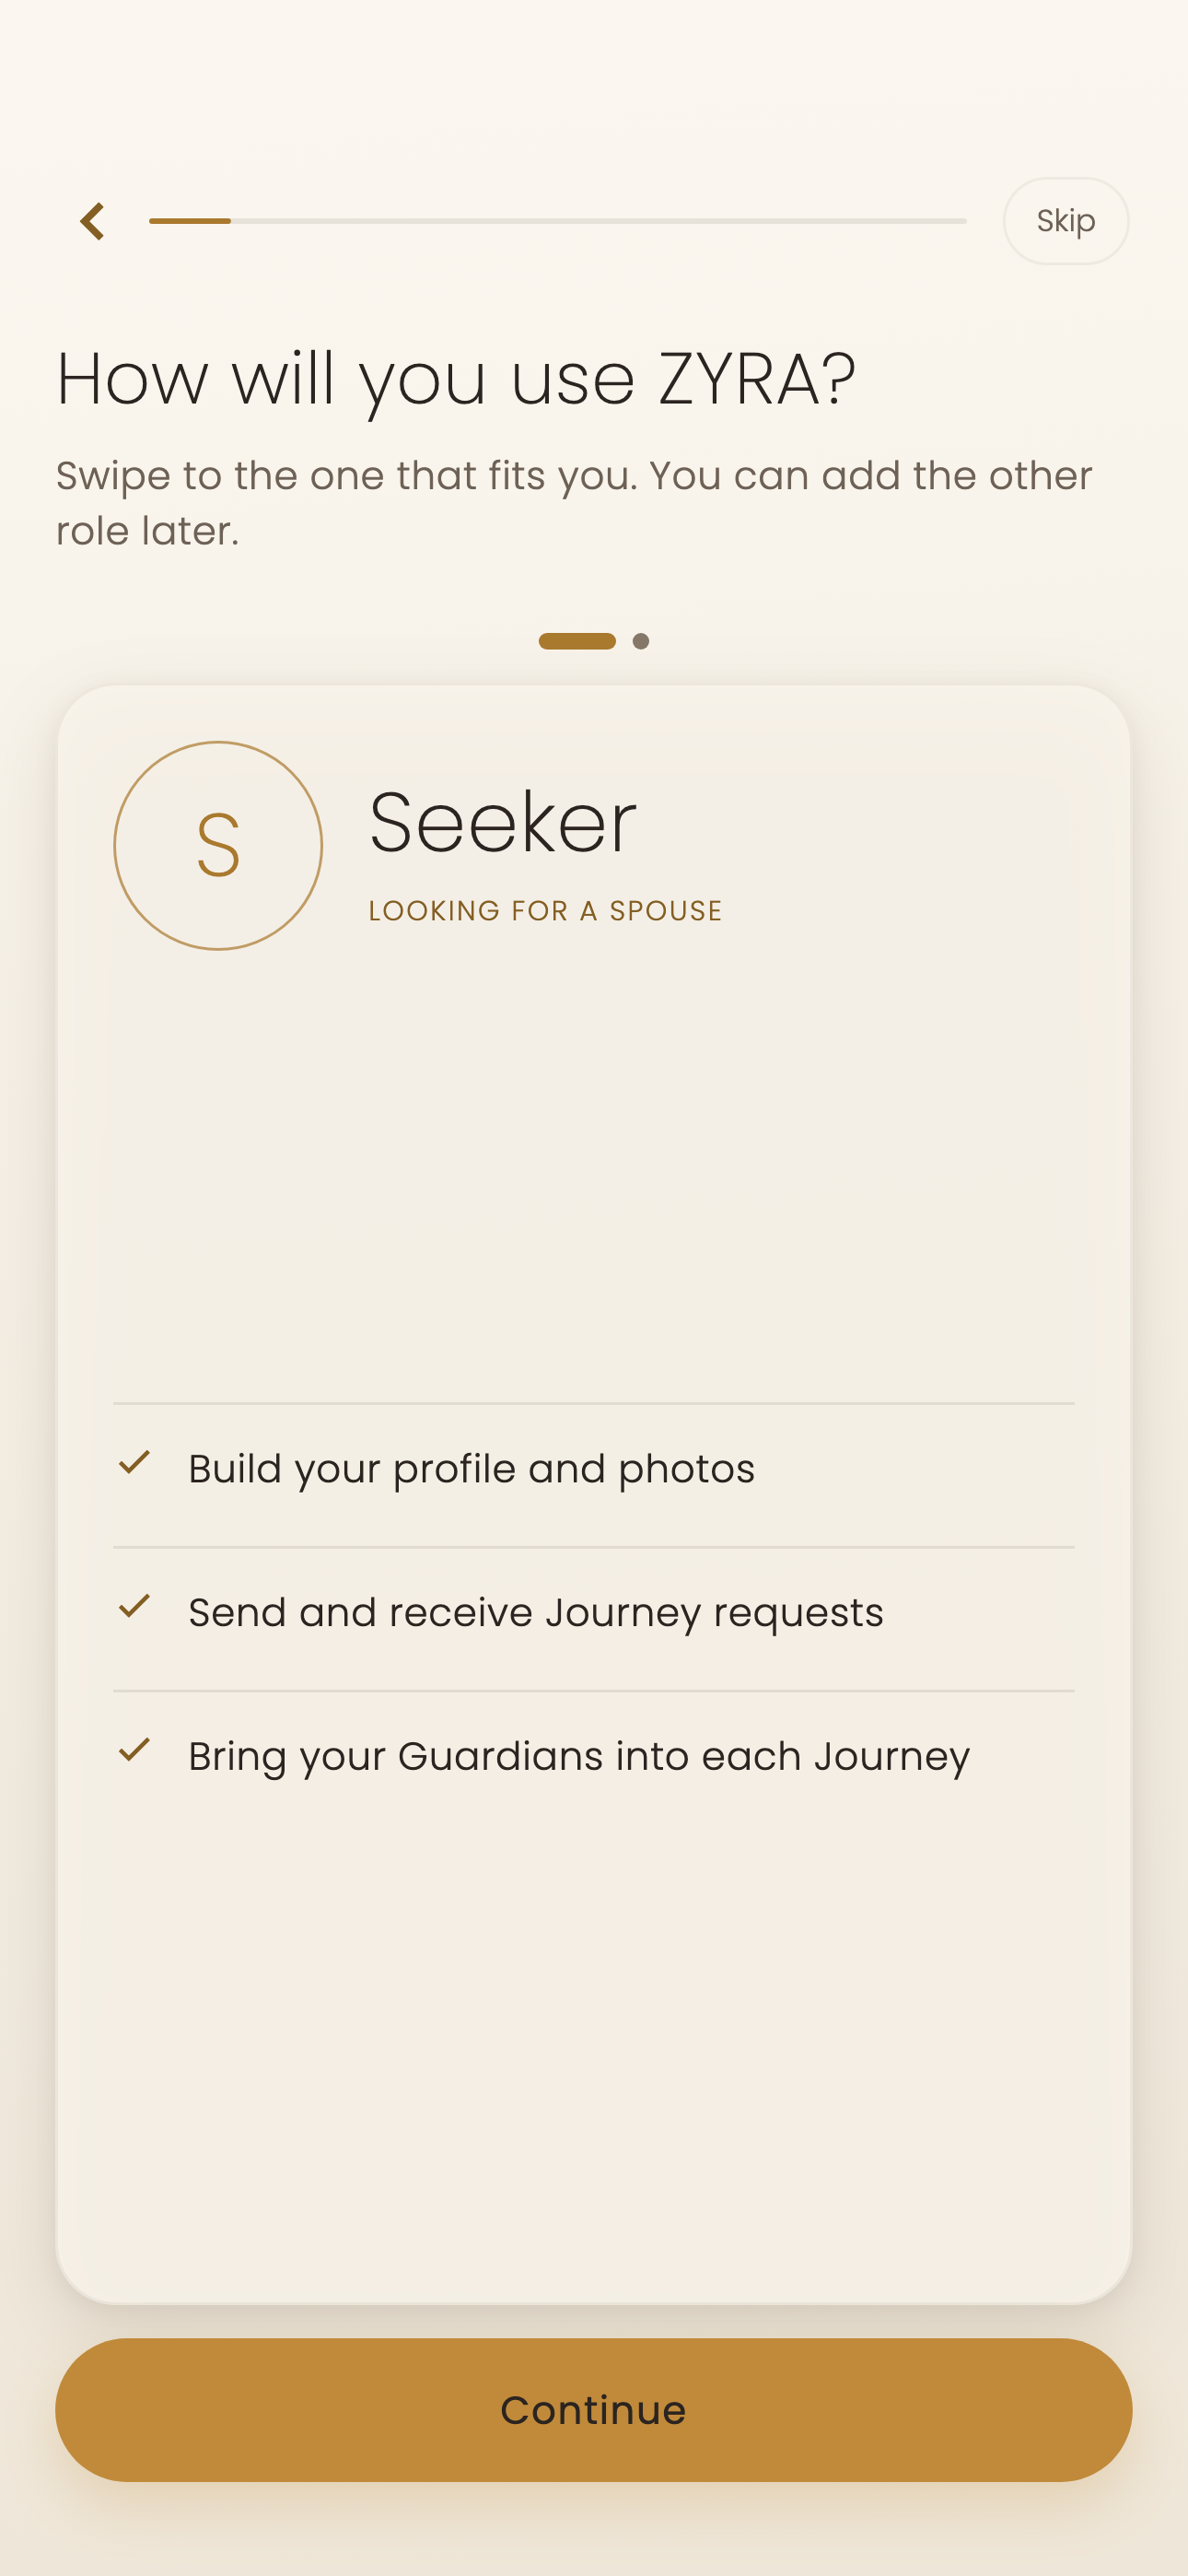 Skip
How will you use ZYRA?
Swipe to the one that fits you. You can add the other
role later.
S
Seeker
LOOKING FOR A SPOUSE
Build your profile and photos
Send and receive Journey requests
Bring your Guardians into each Journey
Continue